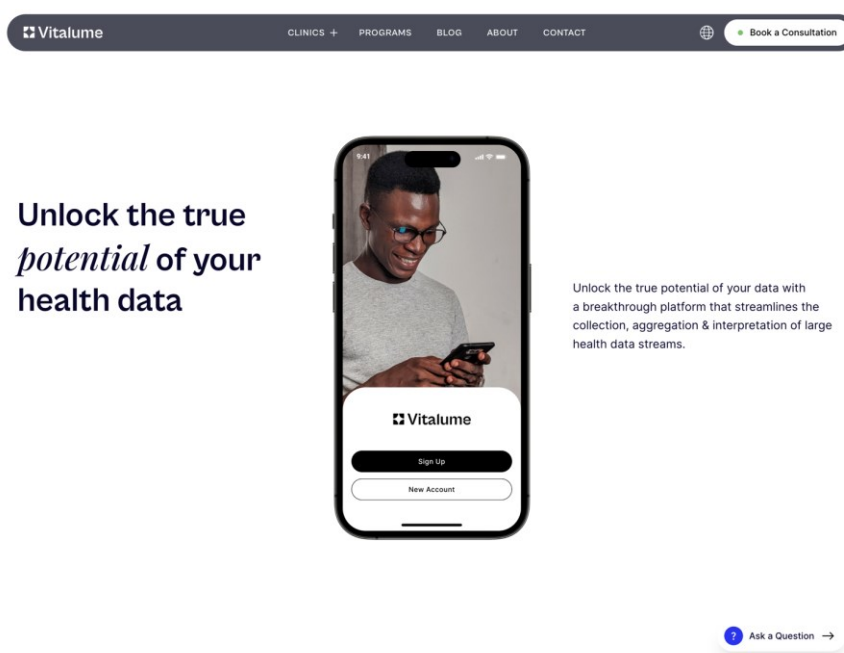 Vitalume
CLINICS +
PROGRAMS
BLOG
ABOUT
CONTACT
Book a Consultation
Unlock the true
potential of your
health data
9:41
Vitalume
Sign Up
New Account
Unlock the true potential of your data with
a breakthrough platform that streamlines the
collection, aggregation & interpretation of large
health data streams.
? Ask a Question →